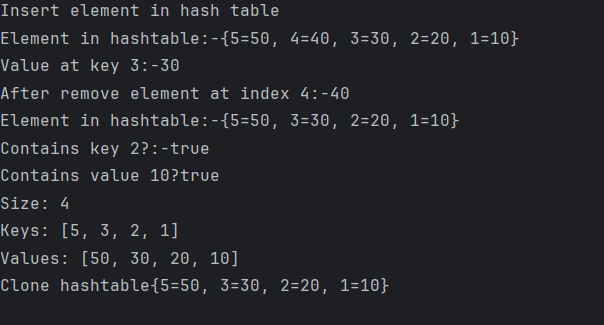 Insert element in hash table
Element in hashtable:-{5=50, 4=40, 3=30, 2=20, 1=10}
Value at key 3:-30
After remove element at index 4:-40
Element in hashtable:-{5=50, 3=30, 2=20, 1=10}
Contains key 2?:-true
Contains value 10?true
Size: 4
Keys: [5, 3, 2, 1]
Values: [50, 30, 20, 10]
Clone hashtable{5=50, 3=30, 2=20, 1=10}